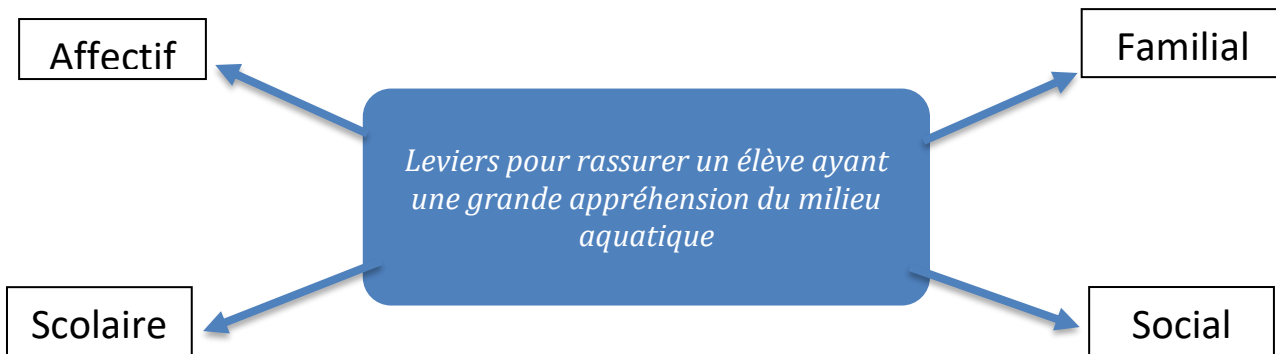 Affectif
Familial
Leviers pour rassurer un élève ayant
une grande appréhension du milieu
aquatique
Scolaire
Social